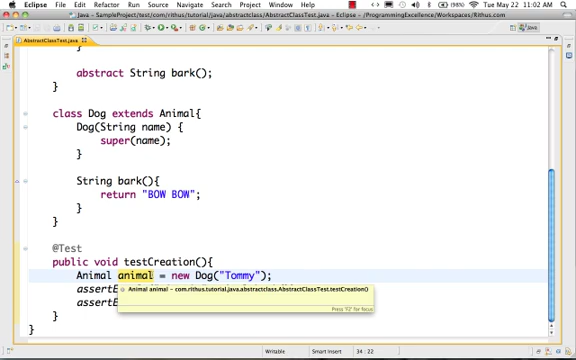 Eclipse File Edit Run Source Navigate Search Project Window Help (98%) Tue May 22 11:02 AM
Java – SampleProject/test/com/rithus/tutorial/java/abstractclass/AbstractClassTest.java – Eclipse – /ProgrammingExcellence/Workspaces/Rithus.com
Java
AbstractClassTest.java
}
abstract String bark();
}
class Dog extends Animal{
Dog(String name) {
super(name);
}
String bark(){
return "BOW BOW";
}
}
@Test
public void testCreation(){
Animal animal = new Dog("Tommy");
assertE
Animal animal - com.rithus.tutorial.java.abstractclass.AbstractClassTest.testCreation()
assertE
Press 'F2' for focus
}
}
Writable Smart Insert 34 : 22